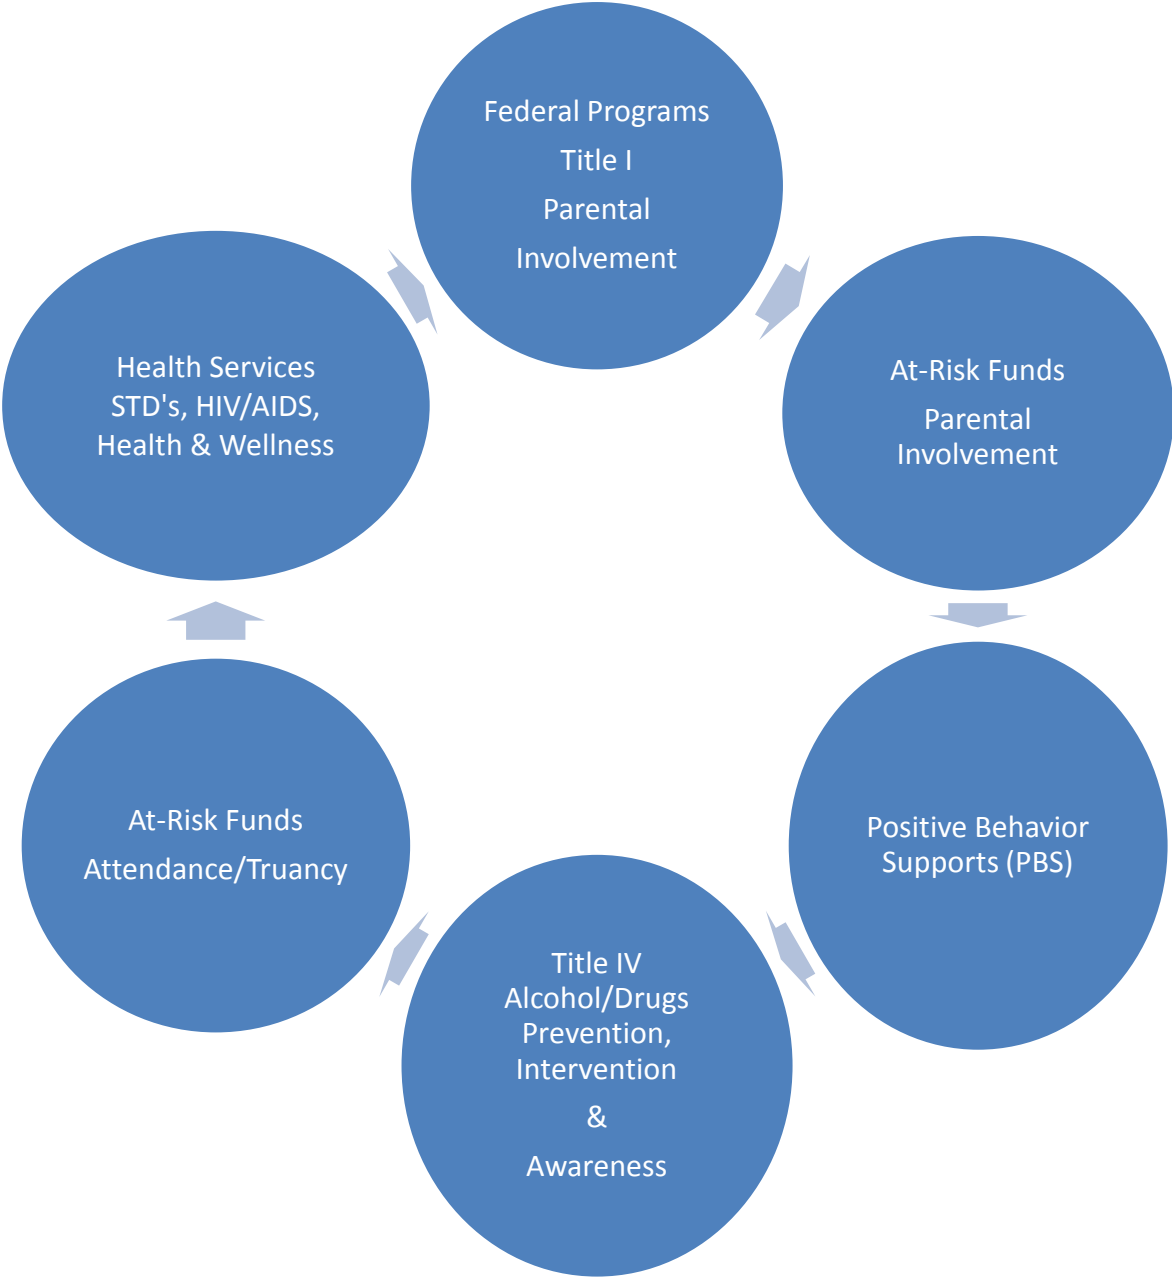 Federal Programs
Title I
Parental
Involvement
At-Risk Funds
Parental
Involvement
Positive Behavior
Supports (PBS)
Title IV
Alcohol/Drugs
Prevention,
Intervention
&
Awareness
At-Risk Funds
Attendance/Truancy
Health Services
STD's, HIV/AIDS,
Health & Wellness